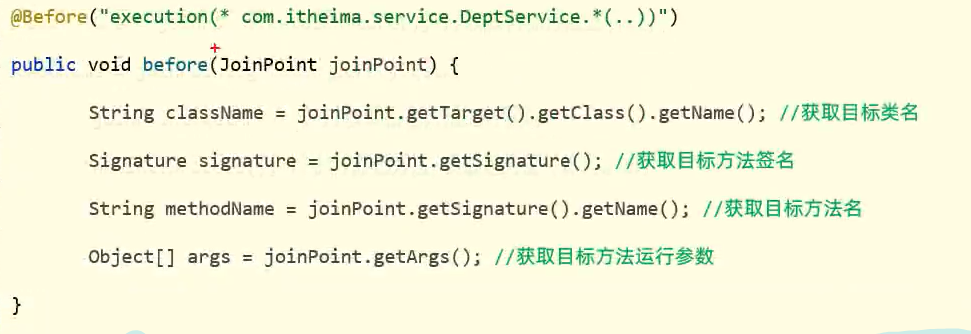 @Before("execution(* com.itheima.service.DeptService.*(..))")
public void before(JoinPoint joinPoint) {
String className = joinPoint.getTarget().getClass().getName(); //获取目标类名
Signature signature = joinPoint.getSignature(); //获取目标方法签名
String methodName = joinPoint.getSignature().getName(); //获取目标方法名
Object[] args = joinPoint.getArgs(); //获取目标方法运行参数
}